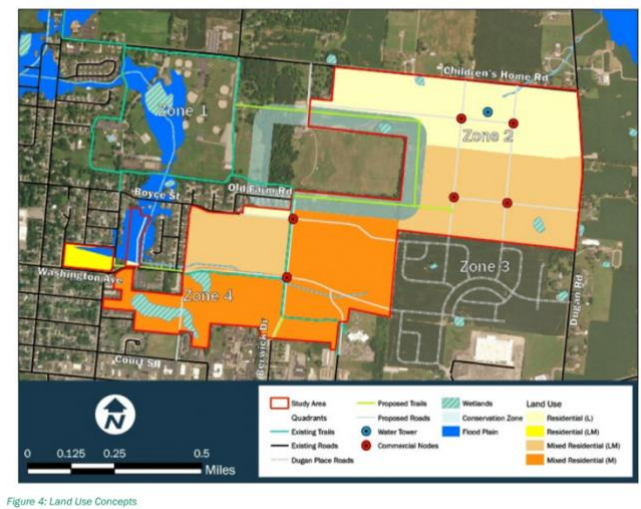 Children's Home Rd
Zone 1
Zone 2
Boyce St
Old Farm Rd
Zone 3
Washington Ave
Zone 4
Dugan Rd
Berwick Dr
Court St
N
0 0.125 0.25 0.5
Miles
Study Area
Quadrants
Existing Trails
Existing Roads
Dugan Place Roads
Proposed Trails
Proposed Roads
Water Tower
Commercial Nodes
Wetlands
Conservation Zone
Flood Plain
Land Use
Residential (L)
Residential (LM)
Mixed Residential (LM)
Mixed Residential (M)
Figure 4: Land Use Concepts